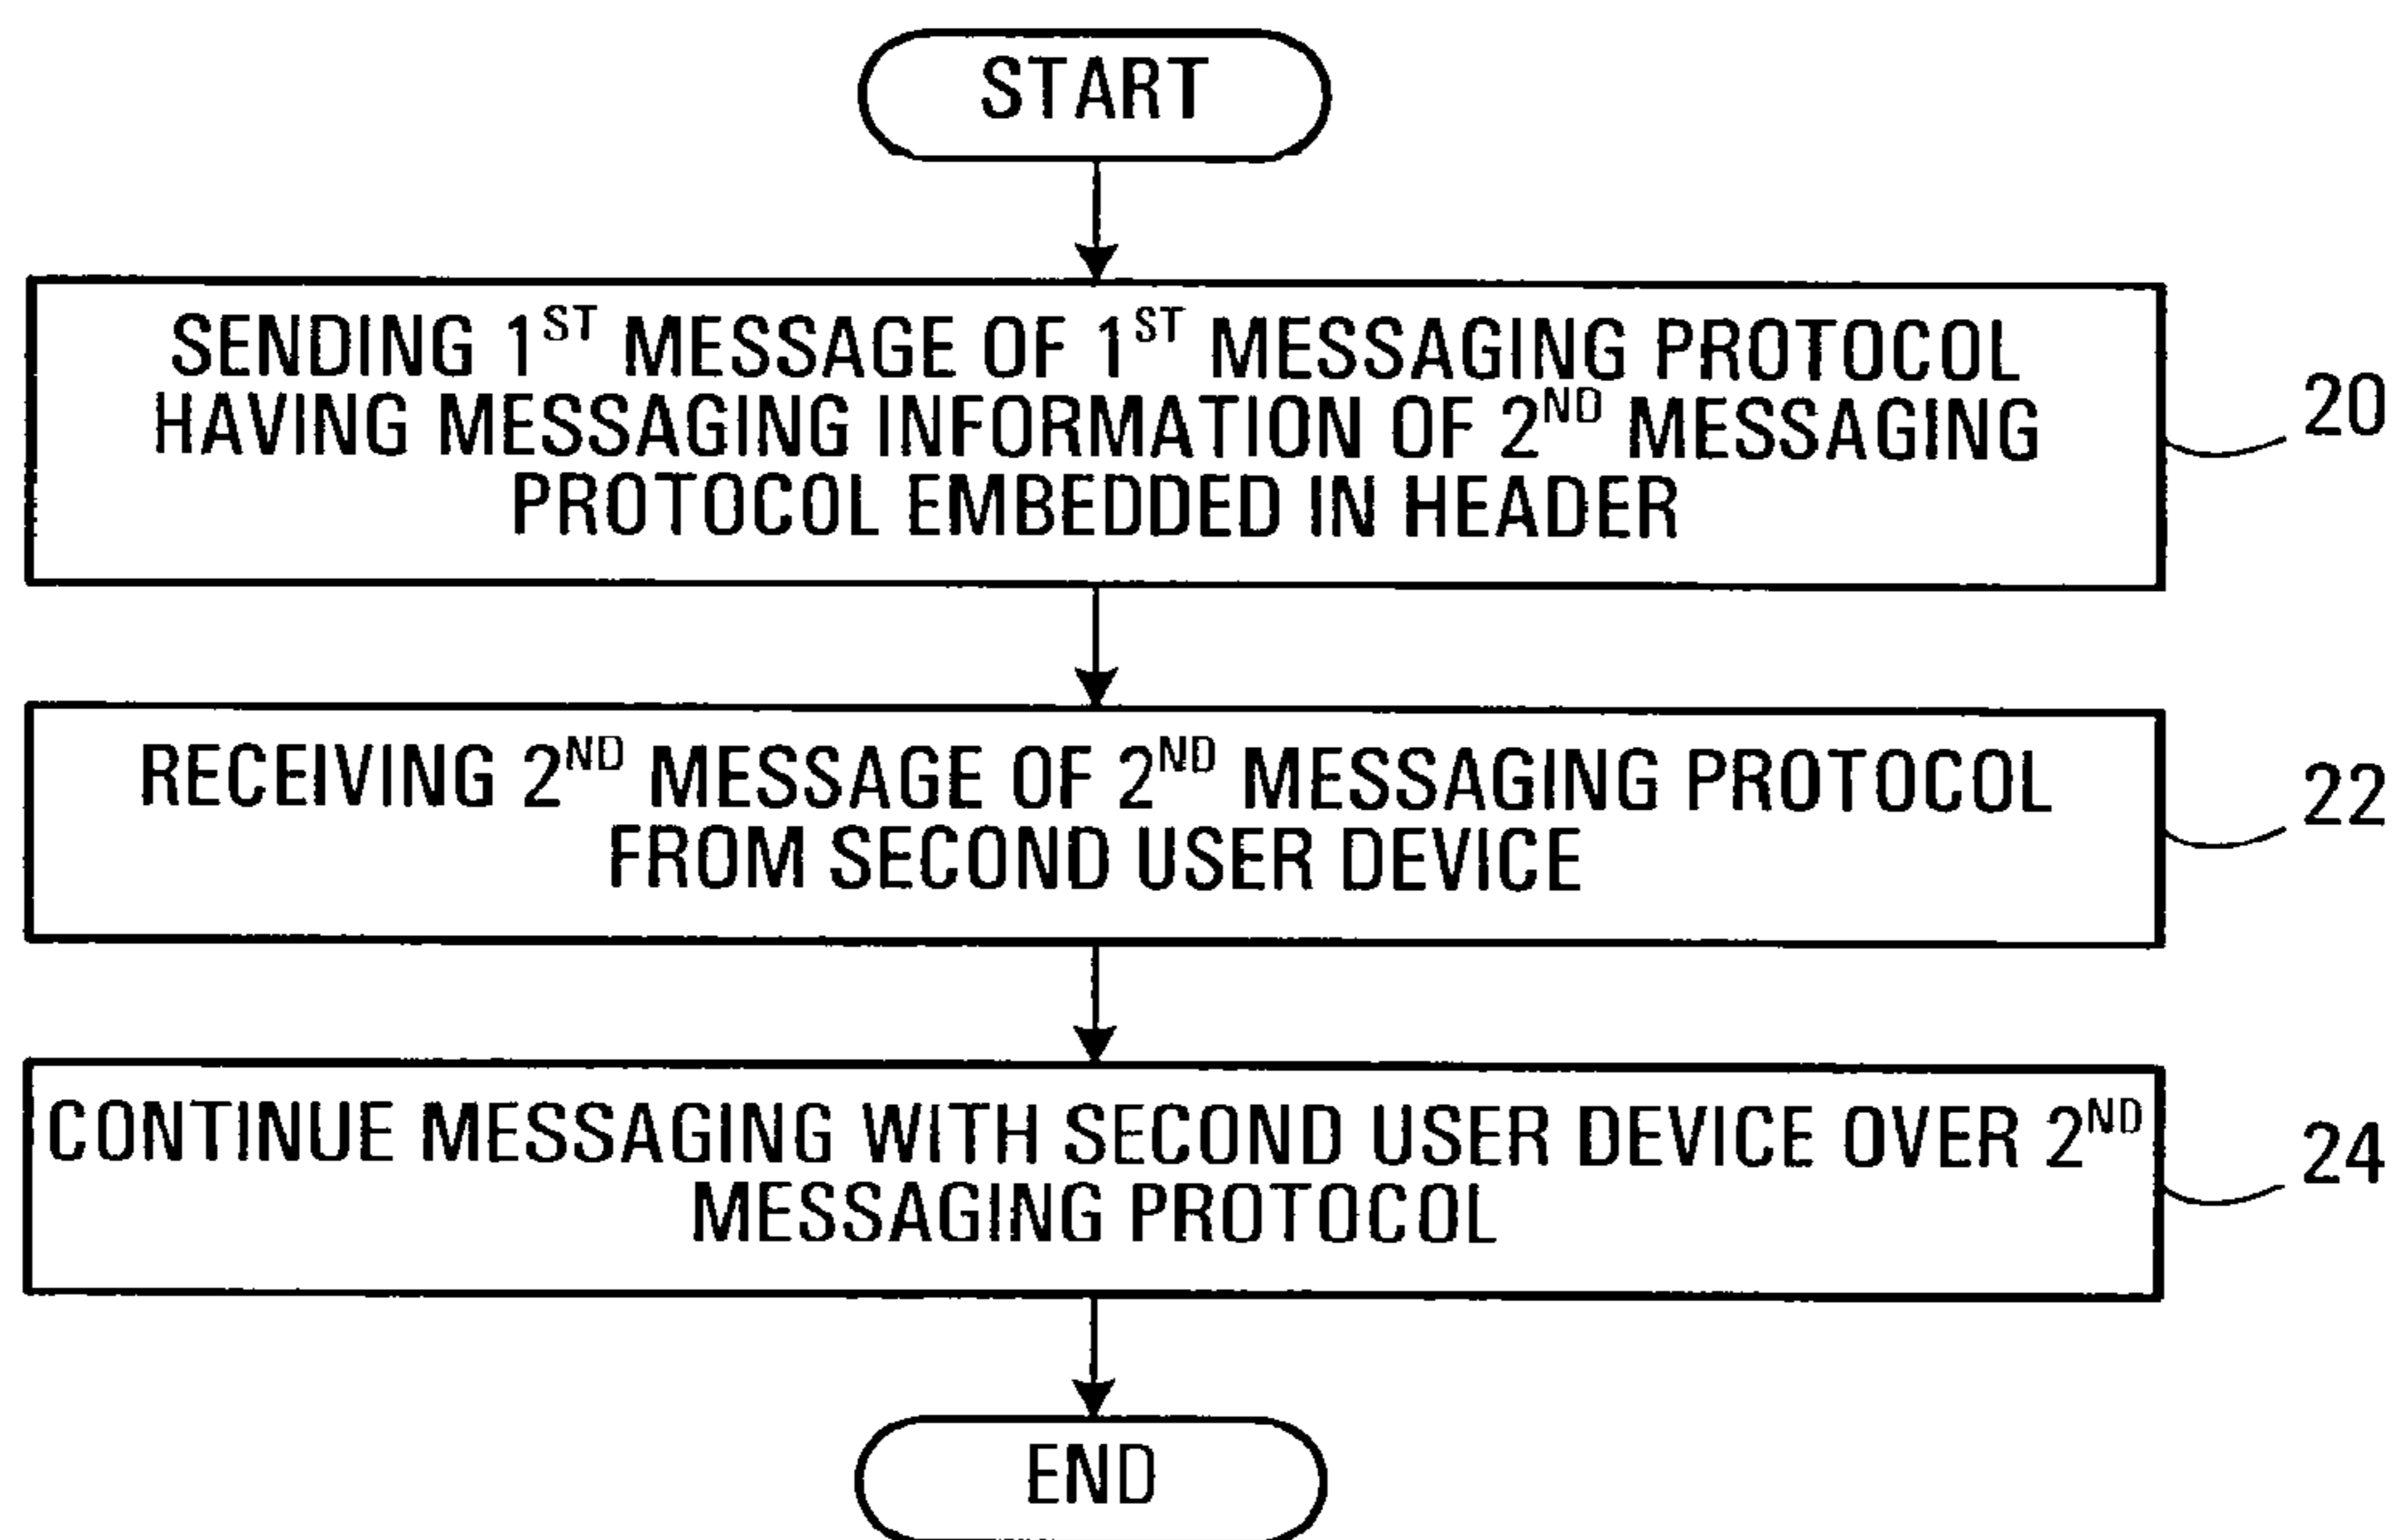 START
SENDING 1ST MESSAGE OF 1ST MESSAGING PROTOCOL
HAVING MESSAGING INFORMATION OF 2ND MESSAGING
PROTOCOL EMBEDDED IN HEADER
20
RECEIVING 2ND MESSAGE OF 2ND MESSAGING PROTOCOL
FROM SECOND USER DEVICE
22
CONTINUE MESSAGING WITH SECOND USER DEVICE OVER 2ND
MESSAGING PROTOCOL
24
END